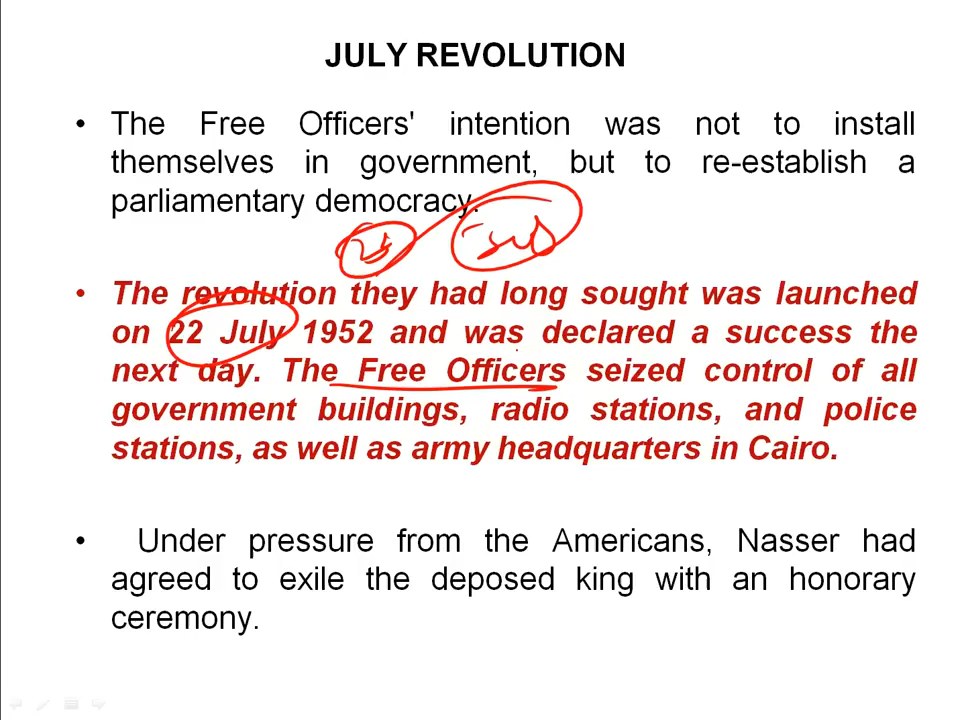 JULY REVOLUTION
• The Free Officers' intention was not to install
themselves in government, but to re-establish a
parliamentary democracy.
• The revolution they had long sought was launched
on 22 July 1952 and was declared a success the
next day. The Free Officers seized control of all
government buildings, radio stations, and police
stations, as well as army headquarters in Cairo.
• Under pressure from the Americans, Nasser had
agreed to exile the deposed king with an honorary
ceremony.